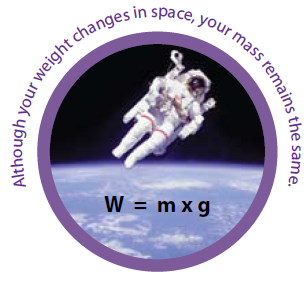 Although your weight changes in space, your mass remains the same.
W = m x g